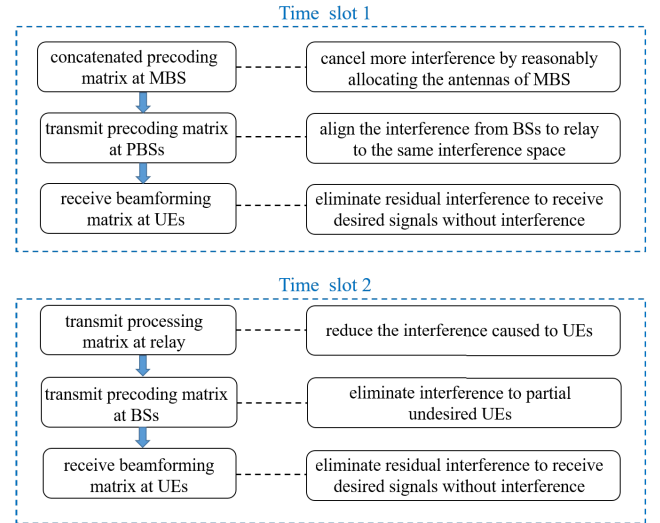 Time slot 1
concatenated precoding
matrix at MBS
cancel more interference by reasonably
allocating the antennas of MBS
transmit precoding matrix
at PBSs
align the interference from BSs to relay
to the same interference space
receive beamforming
matrix at UEs
eliminate residual interference to receive
desired signals without interference
Time slot 2
transmit processing
matrix at relay
reduce the interference caused to UEs
transmit precoding matrix
at BSs
eliminate interference to partial
undesired UEs
receive beamforming
matrix at UEs
eliminate residual interference to receive
desired signals without interference